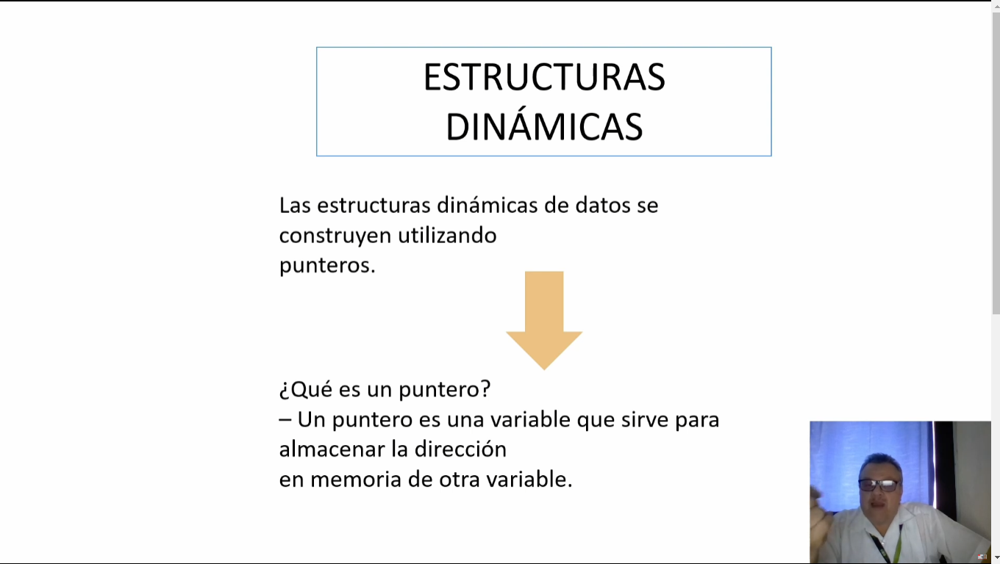 ESTRUCTURAS
DINÁMICAS
Las estructuras dinámicas de datos se
construyen utilizando
punteros.
¿Qué es un puntero?
– Un puntero es una variable que sirve para
almacenar la dirección
en memoria de otra variable.